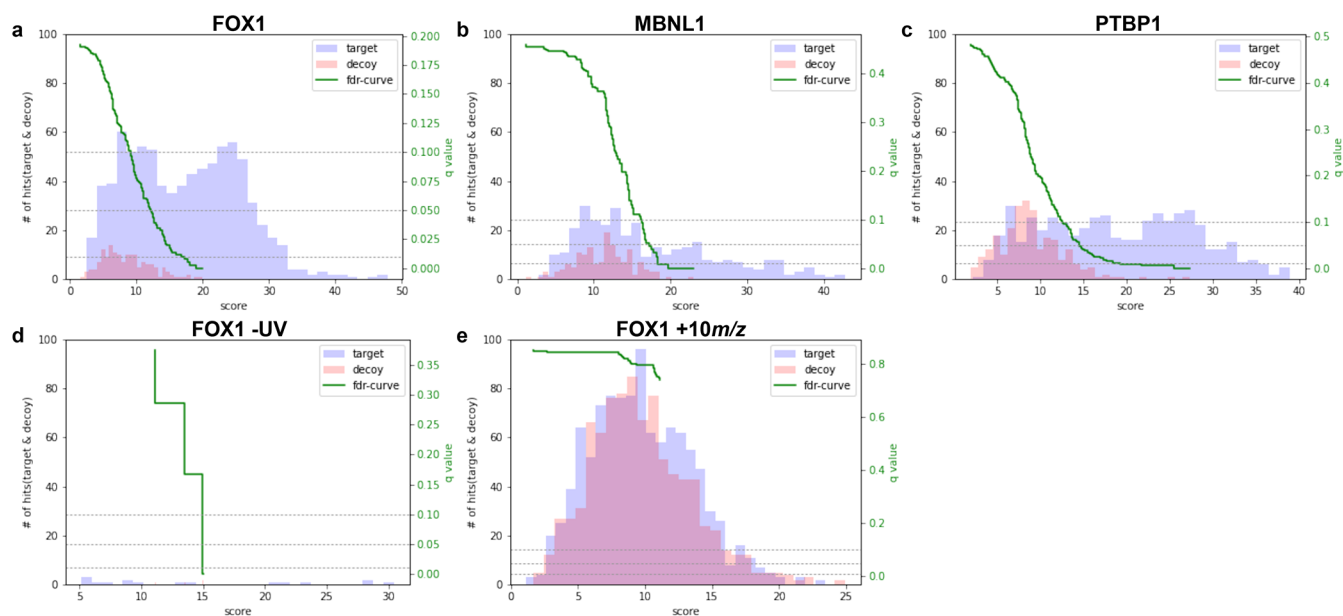 a
FOX1
100
80
60
40
20
0
# of hits(target & decoy)
0 10 20 30 40 50
score
0.200
0.175
0.150
0.125
0.100
0.075
0.050
0.025
0.000
q value
target
decoy
fdr-curve
b
MBNL1
100
80
60
40
20
0
# of hits(target & decoy)
0 10 20 30 40
score
0.4
0.3
0.2
0.1
0.0
q value
target
decoy
fdr-curve
c
PTBP1
100
80
60
40
20
0
# of hits(target & decoy)
5 10 15 20 25 30 35 40
score
0.5
0.4
0.3
0.2
0.1
0.0
q value
target
decoy
fdr-curve
d
FOX1 -UV
100
80
60
40
20
0
# of hits(target & decoy)
5 10 15 20 25 30
score
0.35
0.30
0.25
0.20
0.15
0.10
0.05
0.00
q value
target
decoy
fdr-curve
e
FOX1 +10m/z
100
80
60
40
20
0
# of hits(target & decoy)
0 5 10 15 20 25
score
0.8
0.6
0.4
0.2
0.0
q value
target
decoy
fdr-curve